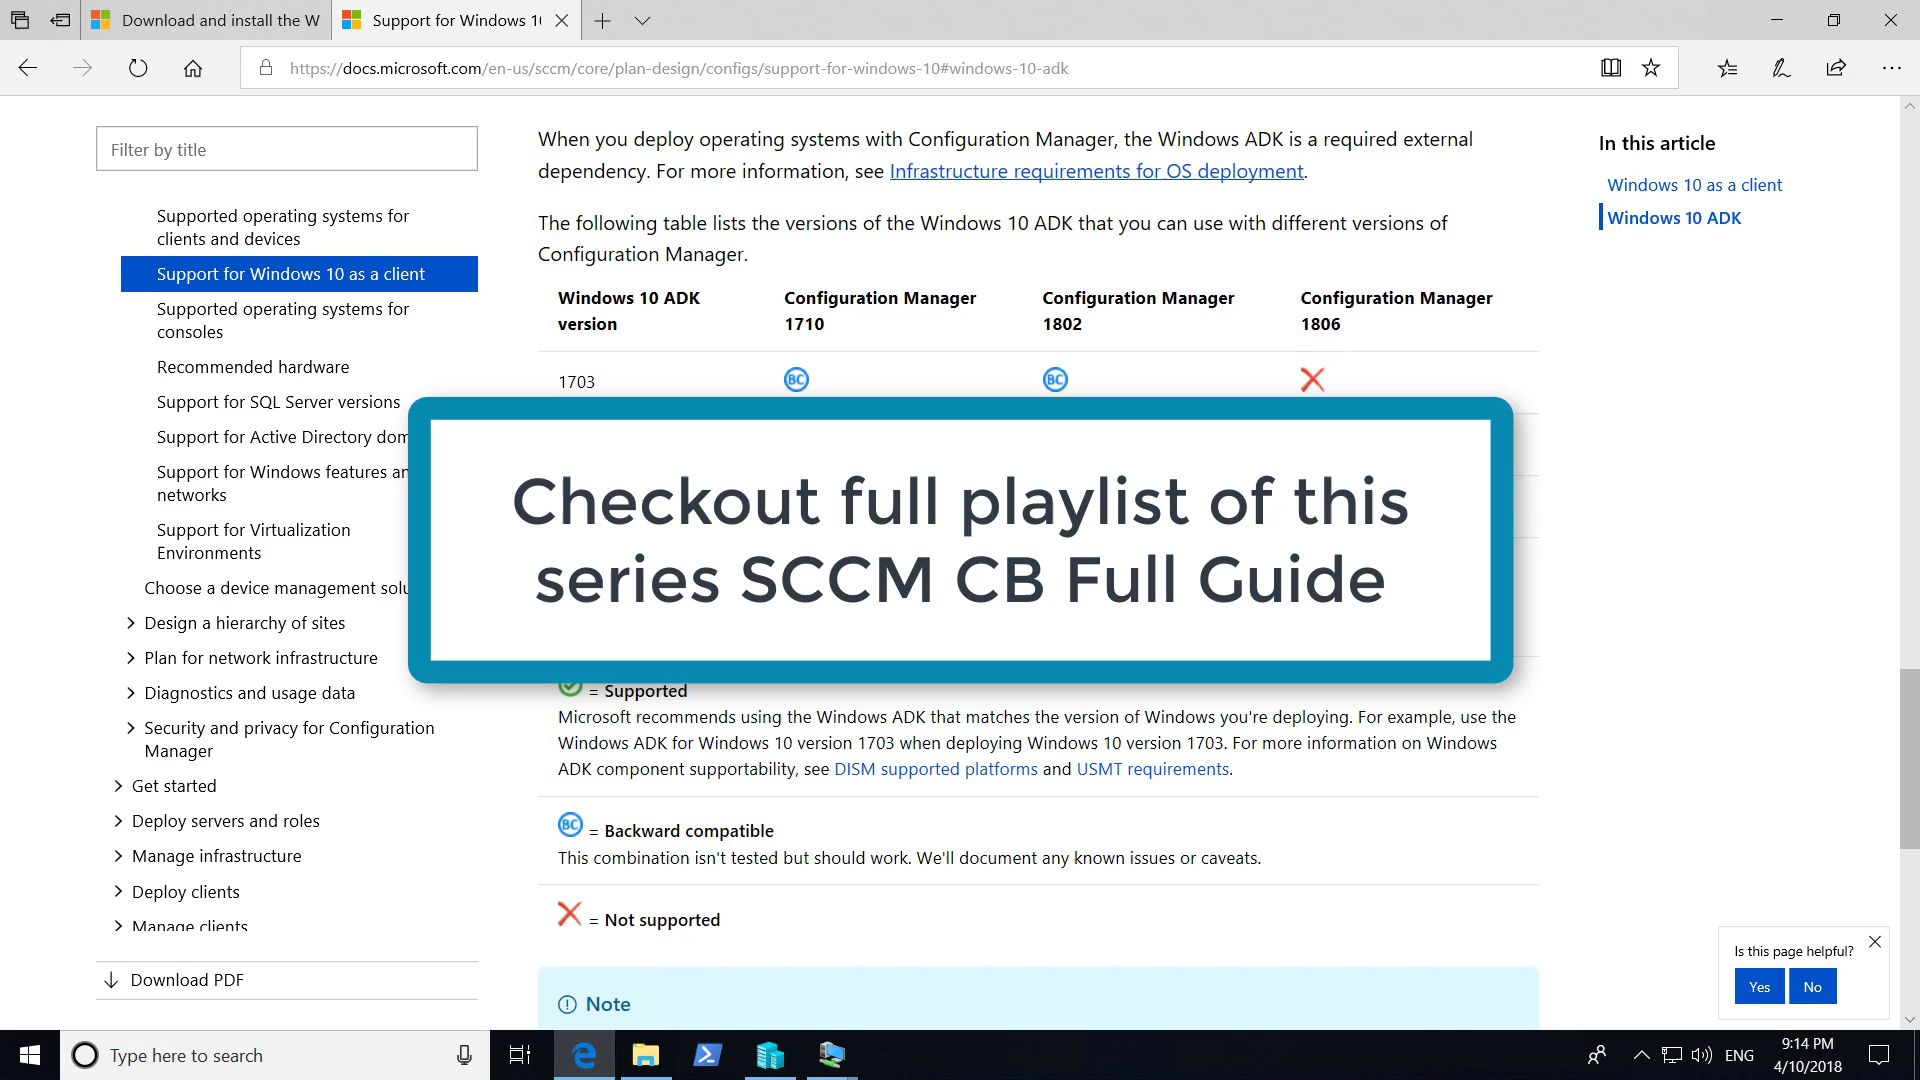 Download and install the W
Support for Windows 1
https://docs.microsoft.com/en-us/sccm/core/plan-design/configs/support-for-windows-10#windows-10-adk
Filter by title
Supported operating systems for
clients and devices
Support for Windows 10 as a client
Supported operating systems for
consoles
Recommended hardware
Support for SQL Server versions
Support for Active Directory dom
Support for Windows features an
networks
Support for Virtualization
Environments
Choose a device management solu
Design a hierarchy of sites
Plan for network infrastructure
Diagnostics and usage data
Security and privacy for Configuration
Manager
Get started
Deploy servers and roles
Manage infrastructure
Deploy clients
Manage clients
Download PDF
When you deploy operating systems with Configuration Manager, the Windows ADK is a required external
dependency. For more information, see Infrastructure requirements for OS deployment.
The following table lists the versions of the Windows 10 ADK that you can use with different versions of
Configuration Manager.
Windows 10 ADK
version
Configuration Manager
1710
Configuration Manager
1802
Configuration Manager
1806
1703 BC BC
Checkout full playlist of this
series SCCM CB Full Guide
= Supported
Microsoft recommends using the Windows ADK that matches the version of Windows you're deploying. For example, use the
Windows ADK for Windows 10 version 1703 when deploying Windows 10 version 1703. For more information on Windows
ADK component supportability, see DISM supported platforms and USMT requirements.
BC = Backward compatible
This combination isn't tested but should work. We'll document any known issues or caveats.
= Not supported
Note
In this article
Windows 10 as a client
Windows 10 ADK
Is this page helpful?
Yes No
Type here to search
ENG
9:14 PM
4/10/2018